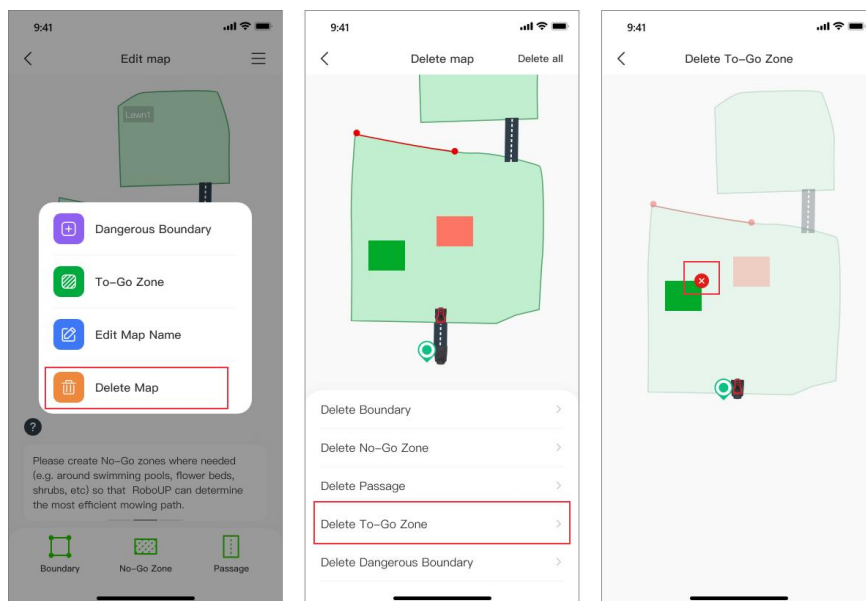 9:41
Edit map
Lawn1
Dangerous Boundary
To-Go Zone
Edit Map Name
Delete Map
?
Please create No-Go zones where needed
(e.g. around swimming pools, flower beds,
shrubs, etc) so that RoboUP can determine
the most efficient mowing path.
Boundary No-Go Zone Passage
9:41
Delete map Delete all
Delete Boundary
Delete No-Go Zone
Delete Passage
Delete To-Go Zone
Delete Dangerous Boundary
9:41
Delete To-Go Zone